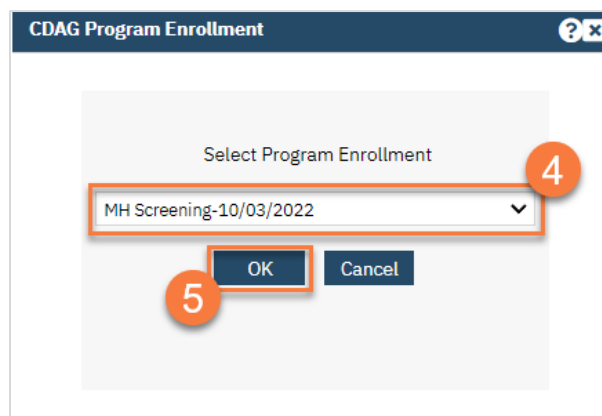 CDAG Program Enrollment ?
Select Program Enrollment
4
MH Screening-10/03/2022
OK Cancel
5